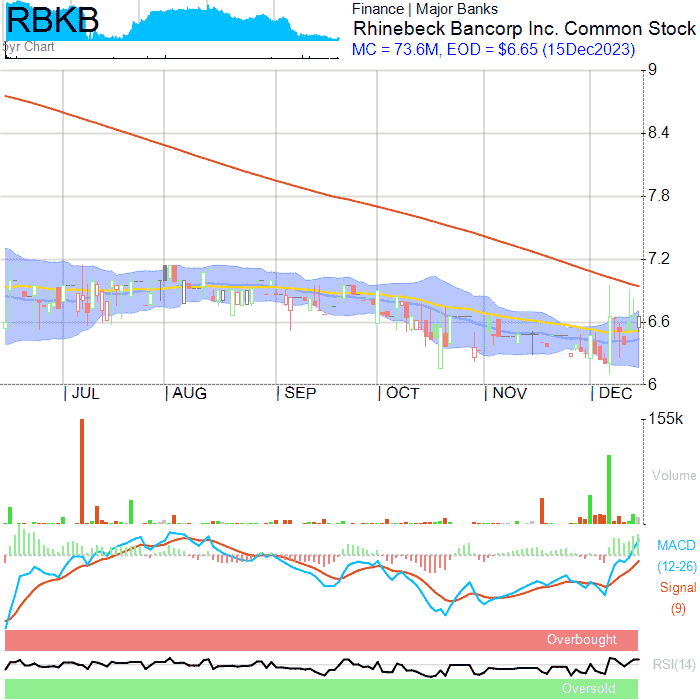 RBKB
5yr Chart
Finance | Major Banks
Rhinebeck Bancorp Inc. Common Stock
MC = 73.6M, EOD = $6.65 (15Dec2023)
9
8.4
7.8
7.2
6.6
6
JUL AUG SEP OCT NOV DEC
155k
Volume
MACD
(12-26)
Signal
(9)
Overbought
RSI(14)
Oversold